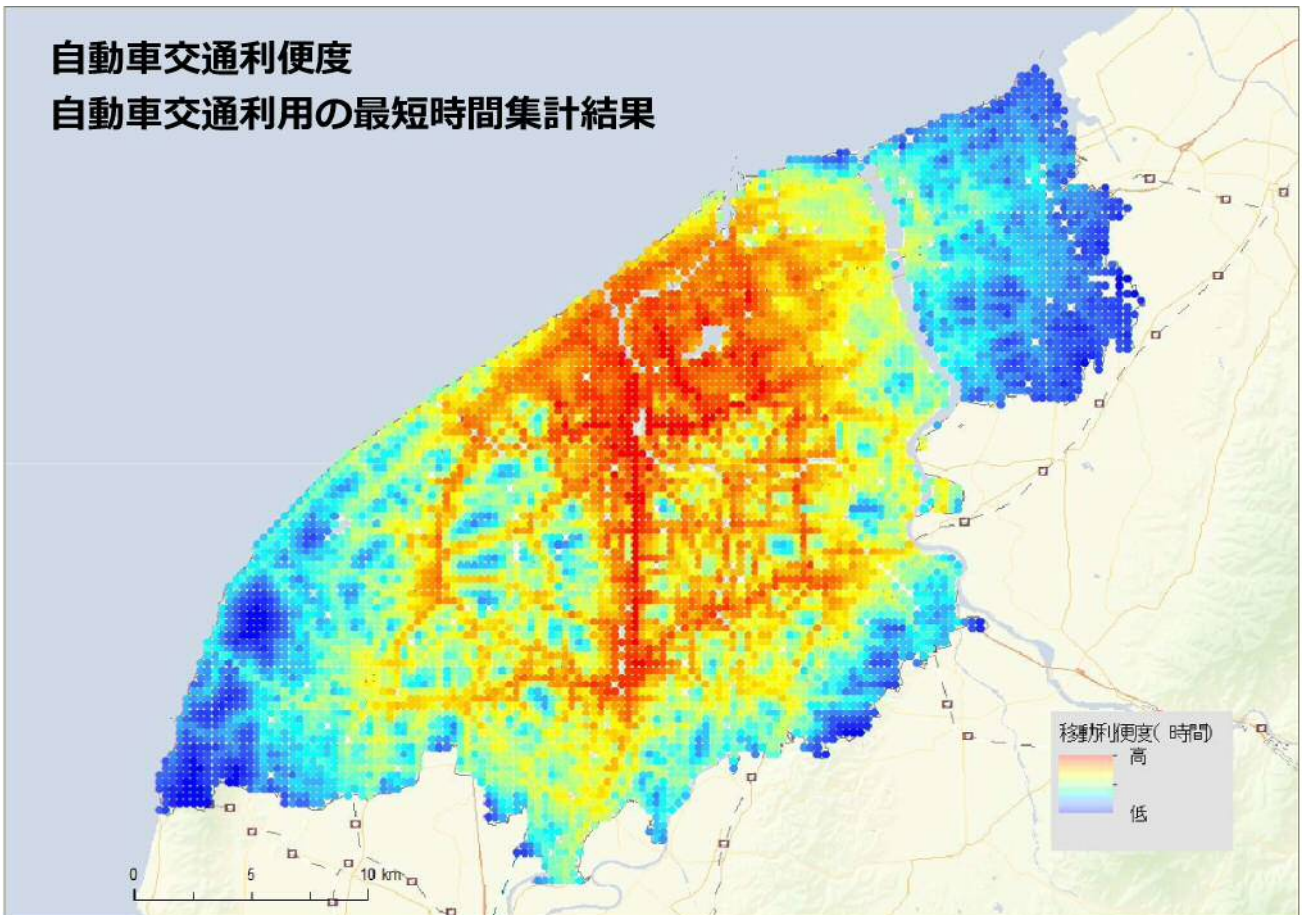 自動車交通利便度
自動車交通利用の最短時間集計結果
移動利便度( 時間)
高
低
0 5 10 km